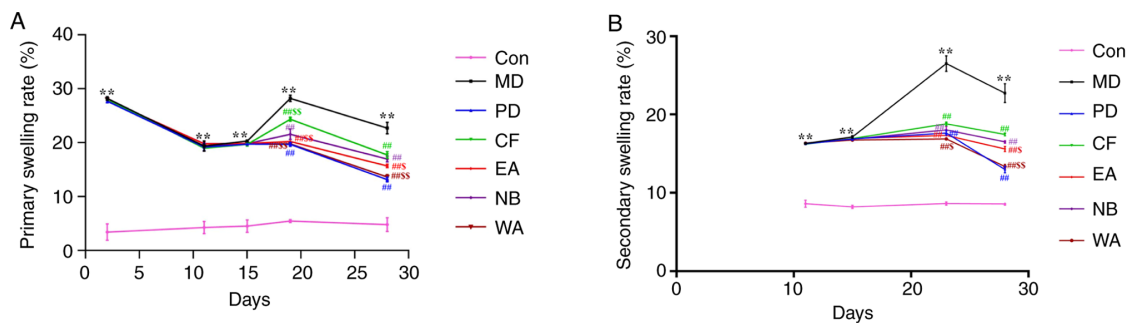 A
Primary swelling rate (%)
40
30
20
10
0
0 5 10 15 20 25 30
Days
** ** ** ** **
##$$
##
##$$
##$$
##
##
##
##$
##$$
##
Con
MD
PD
CF
EA
NB
WA
B
Secondary swelling rate (%)
30
20
10
0
0 10 20 30
Days
** ** ** **
##
##
##
##
##$
##
##
##$
##$$
##
Con
MD
PD
CF
EA
NB
WA